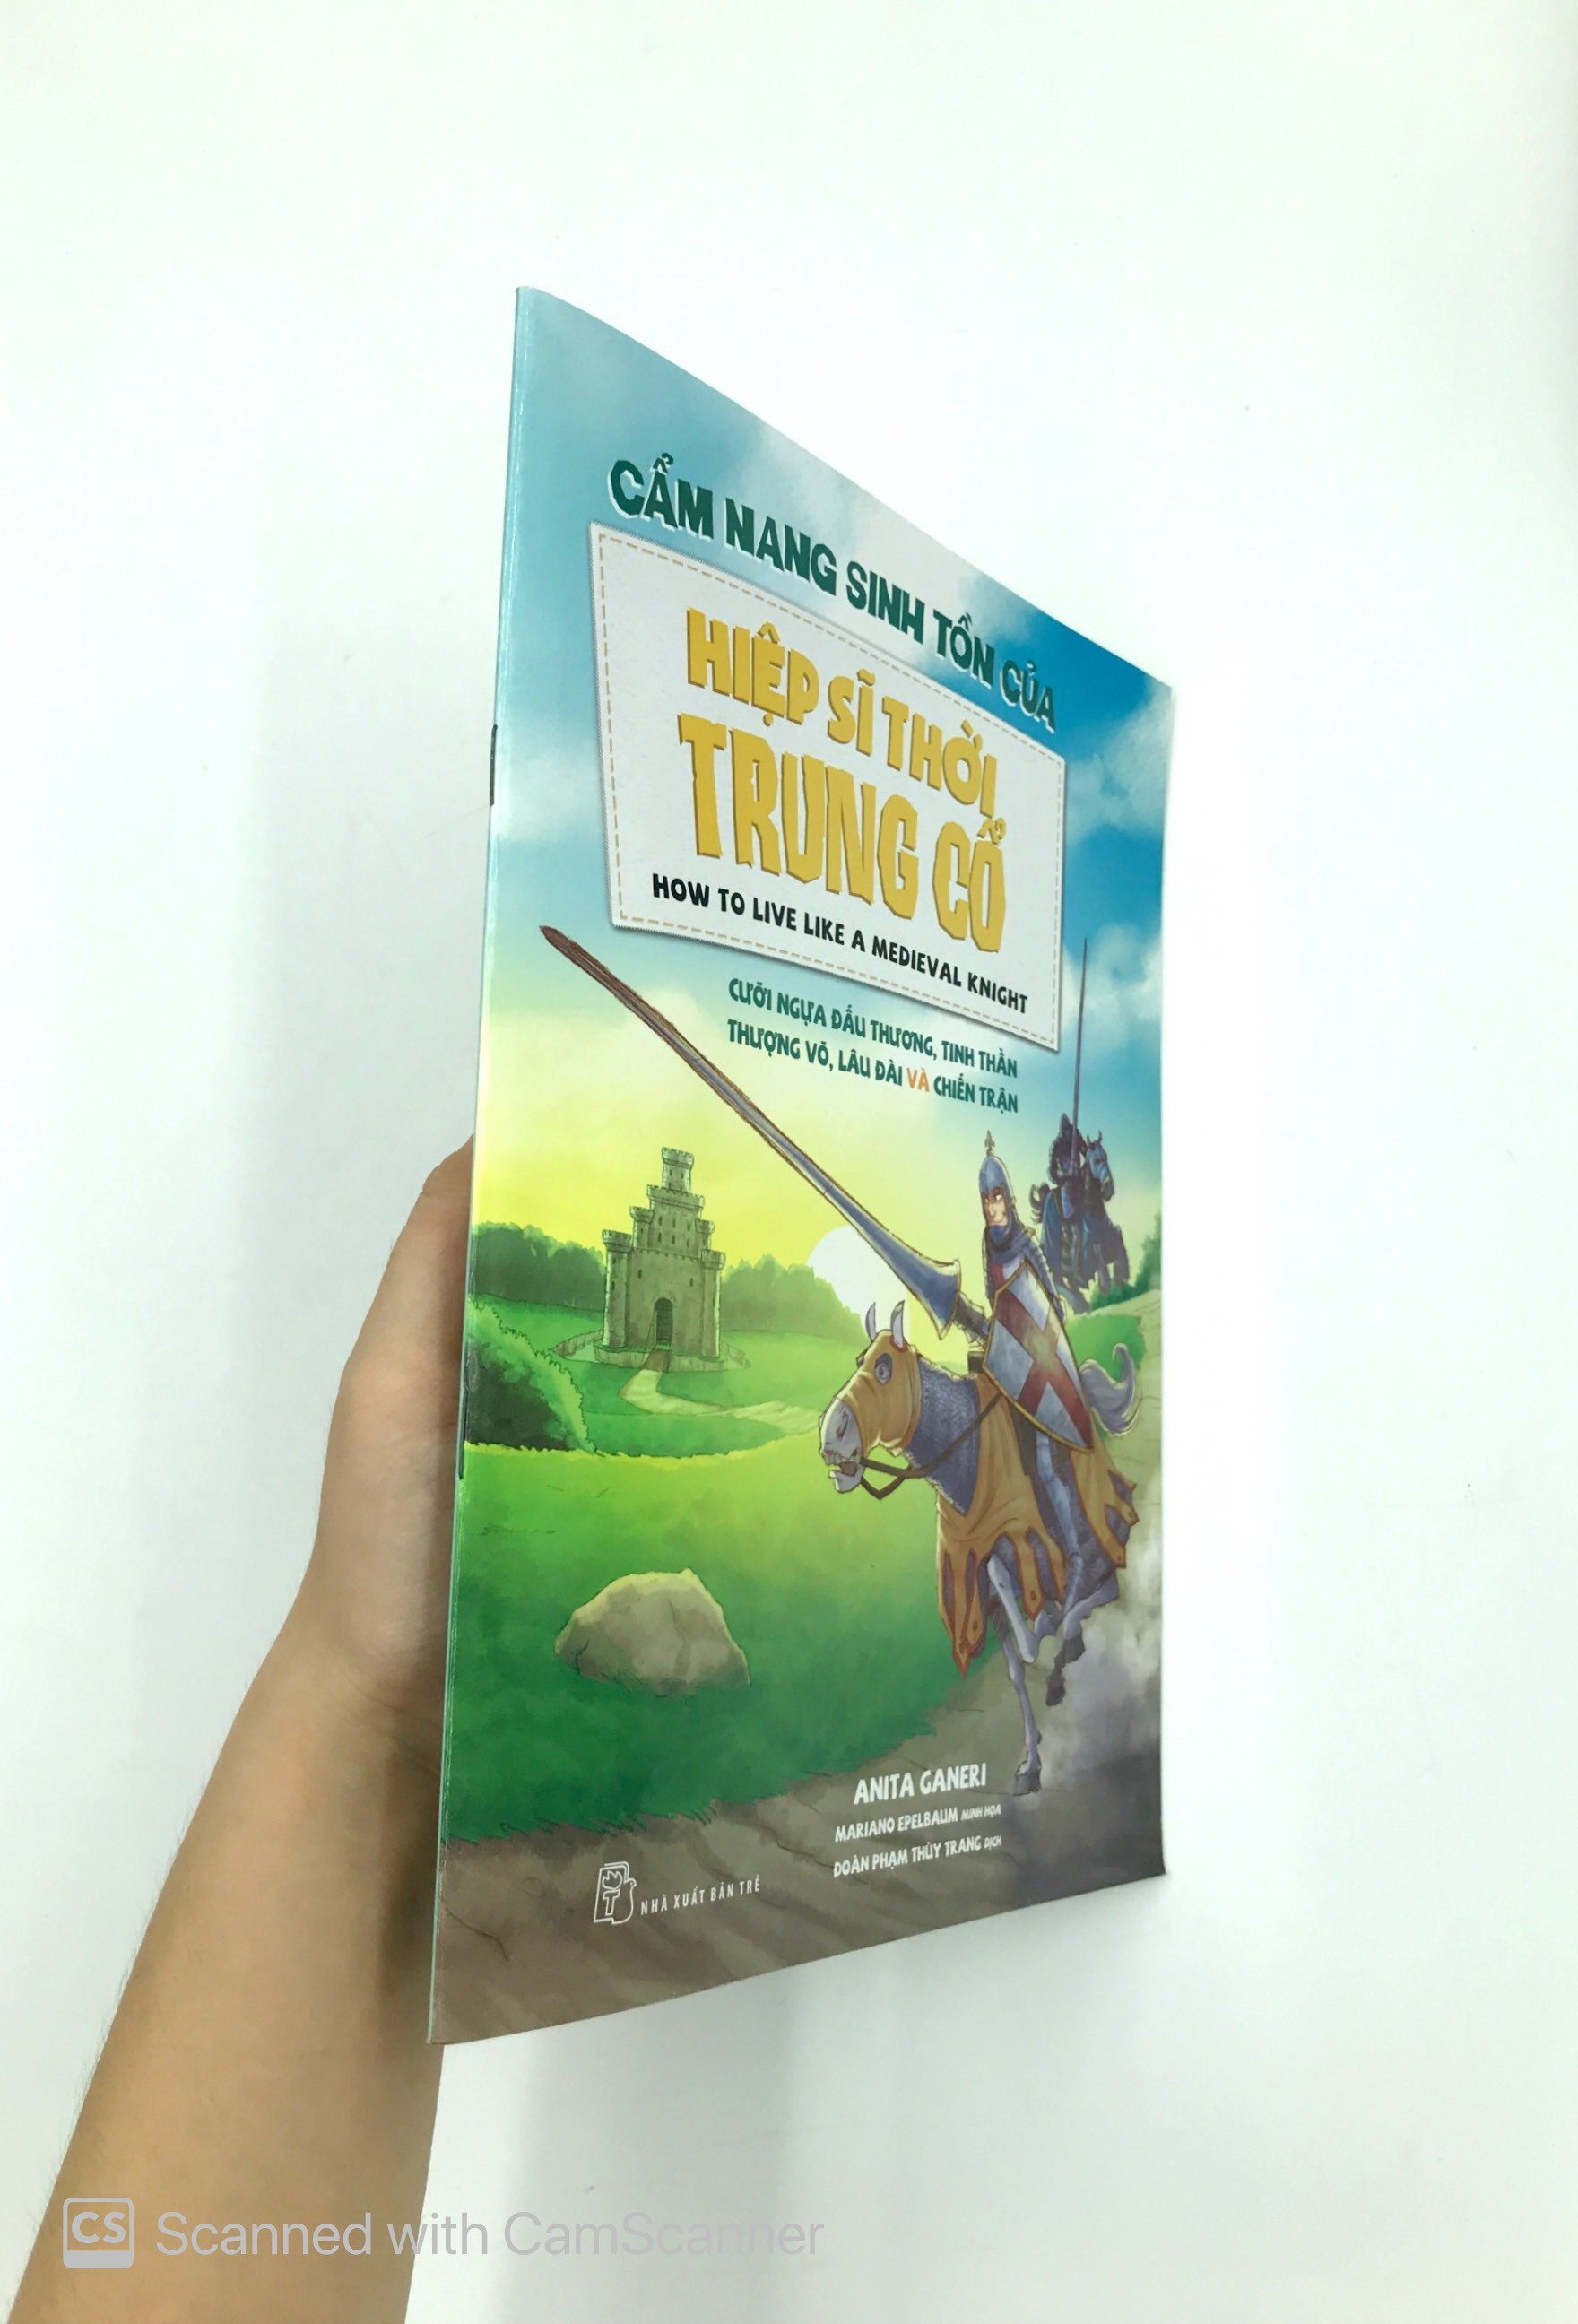 CẨM NANG SINH TỒN CỦA
HIỆP SĨ THỜI
TRUNG CỔ
HOW TO LIVE LIKE A MEDIEVAL KNIGHT
CƯỠI NGỰA ĐẤU THƯƠNG, TINH THẦN
THƯỢNG VÕ, LÂU ĐÀI VÀ CHIẾN TRẬN
ANITA GANERI
MARIANO EPELBAUM MINH HỌA
ĐOÀN PHẠM THÙY TRANG DỊCH
NHÀ XUẤT BẢN TRẺ
CS Scanned with CamScanner